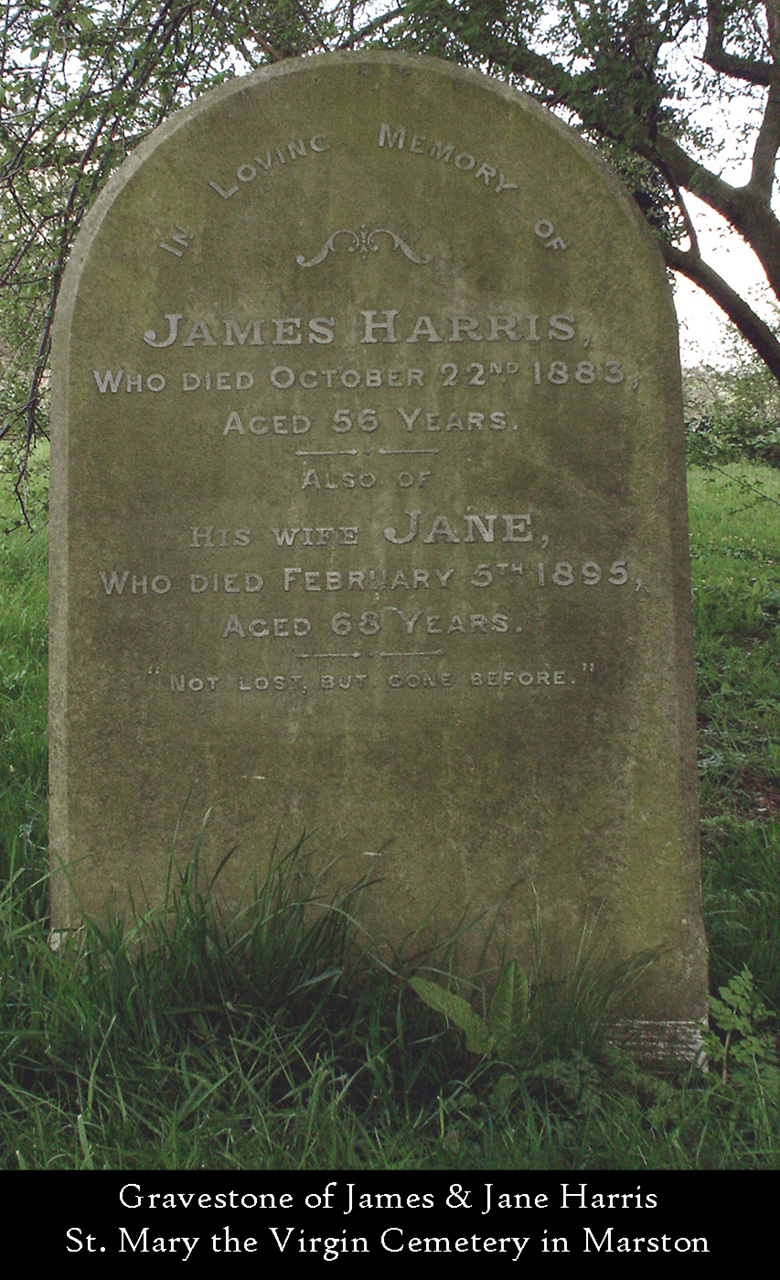 IN LOVING MEMORY OF
JAMES HARRIS,
WHO DIED OCTOBER 22ND 1883,
AGED 56 YEARS.
ALSO OF
HIS WIFE JANE,
WHO DIED FEBRUARY 5TH 1895,
AGED 68 YEARS.
"NOT LOST, BUT GONE BEFORE."
Gravestone of James & Jane Harris
St. Mary the Virgin Cemetery in Marston